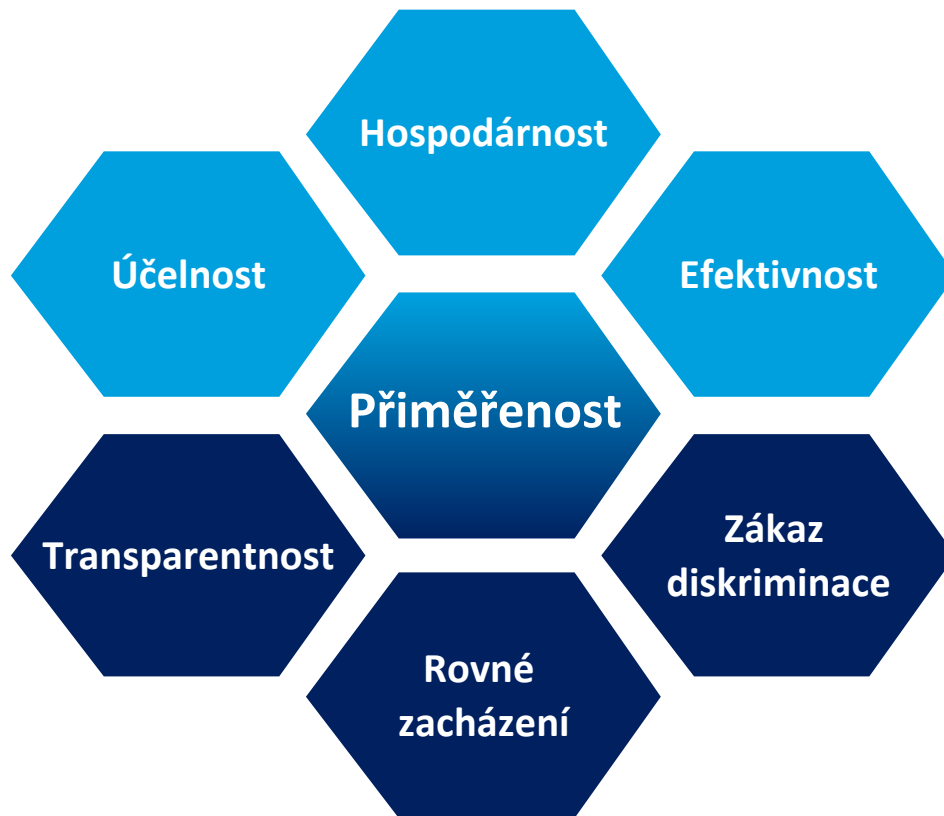 Hospodárnost
Účelnost
Efektivnost
Přiměřenost
Transparentnost
Zákaz
diskriminace
Rovné
zacházení